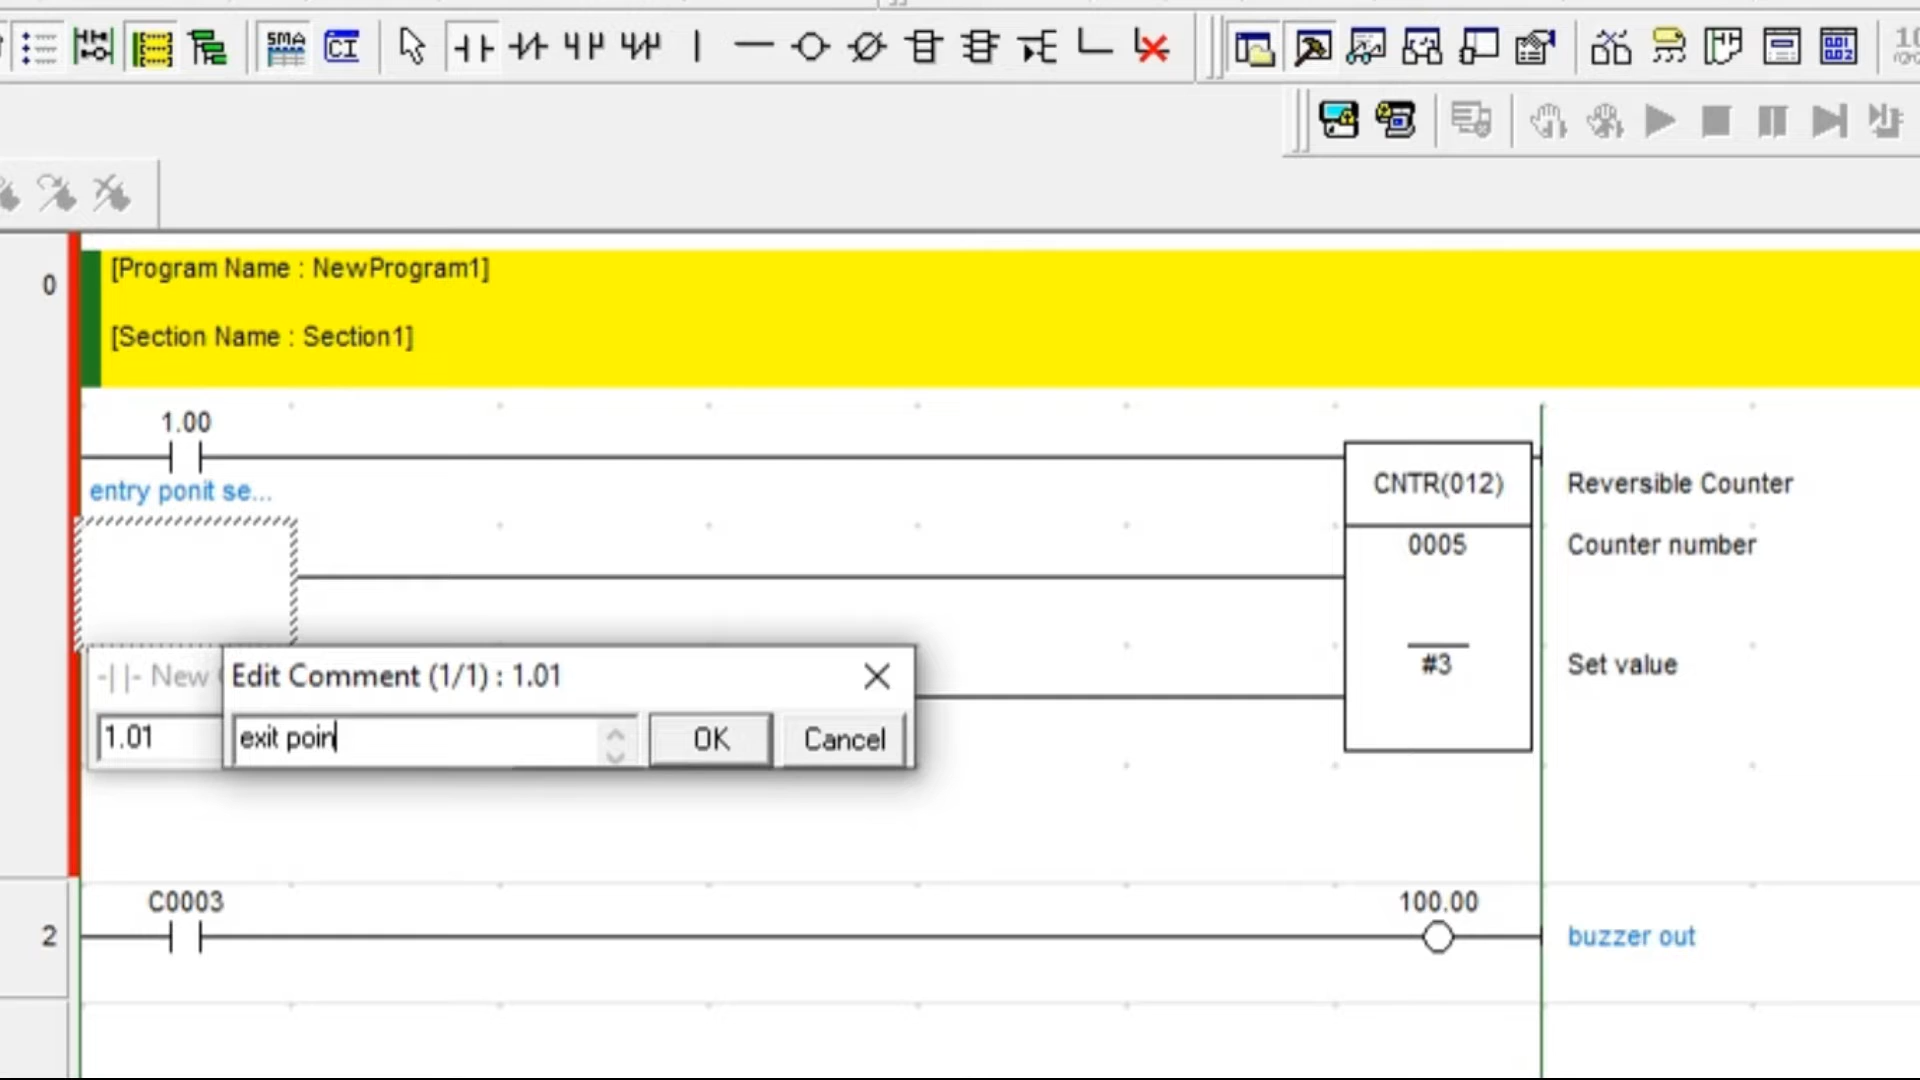 SMA
CI
[Program Name : NewProgram1]
0
[Section Name : Section1]
1.00
entry ponit se...
CNTR(012)
Reversible Counter
0005
Counter number
#3
Set value
-| |- New
Edit Comment (1/1) : 1.01
1.01
exit poin
OK
Cancel
C0003
100.00
2
buzzer out